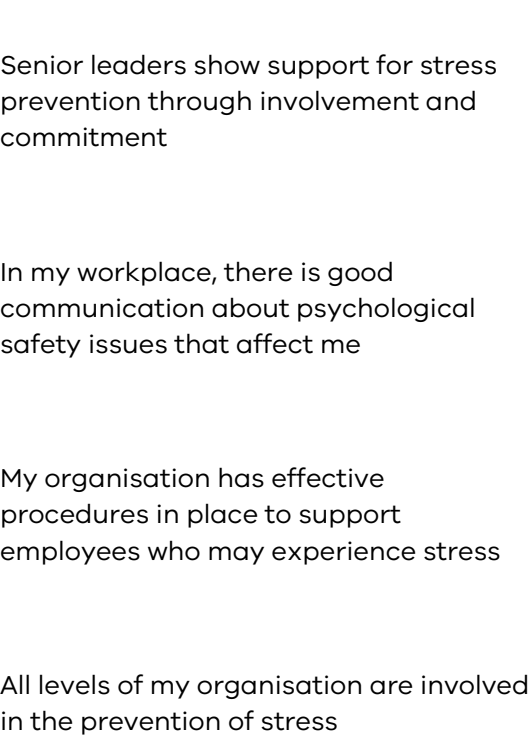 Senior leaders show support for stress
prevention through involvement and
commitment
In my workplace, there is good
communication about psychological
safety issues that affect me
My organisation has effective
procedures in place to support
employees who may experience stress
All levels of my organisation are involved
in the prevention of stress